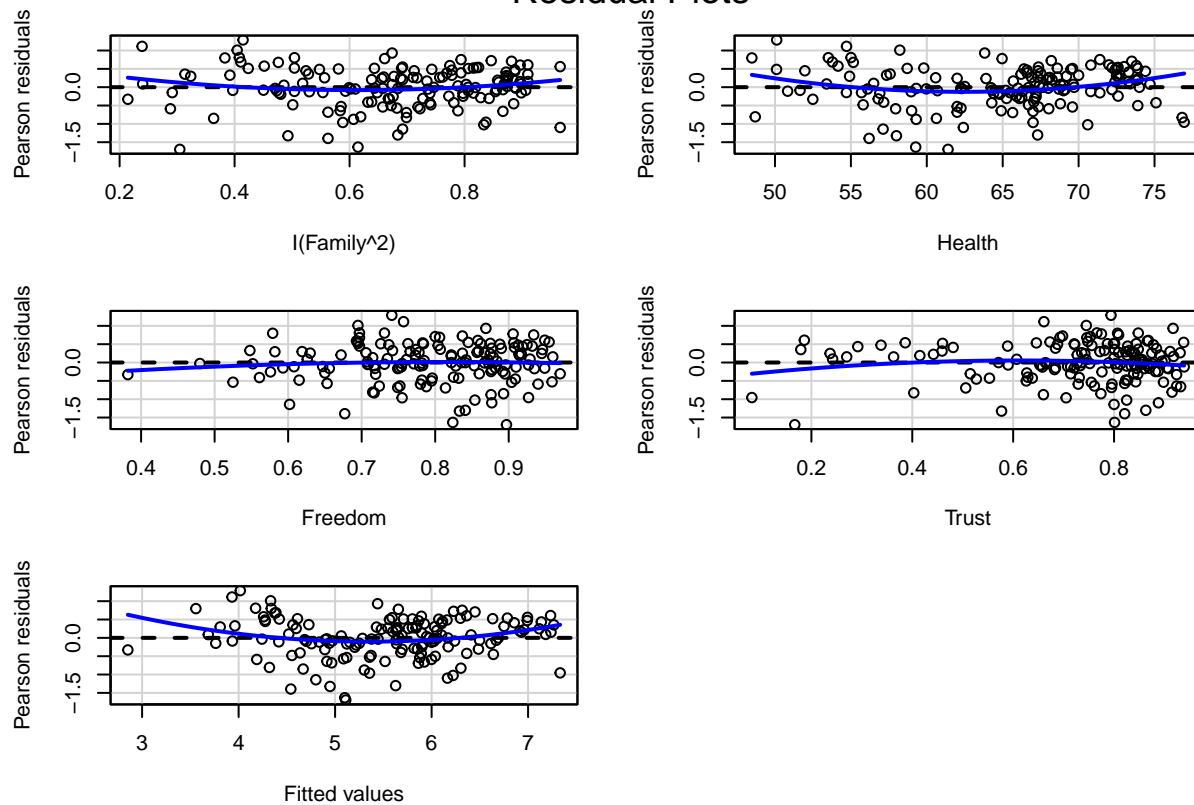 Residual Plots
Pearson residuals
0.0
−1.5
0.2 0.4 0.6 0.8
I(Family^2)
Pearson residuals
0.0
−1.5
50 55 60 65 70 75
Health
Pearson residuals
0.0
−1.5
0.4 0.5 0.6 0.7 0.8 0.9
Freedom
Pearson residuals
0.0
−1.5
0.2 0.4 0.6 0.8
Trust
Pearson residuals
0.0
−1.5
3 4 5 6 7
Fitted values